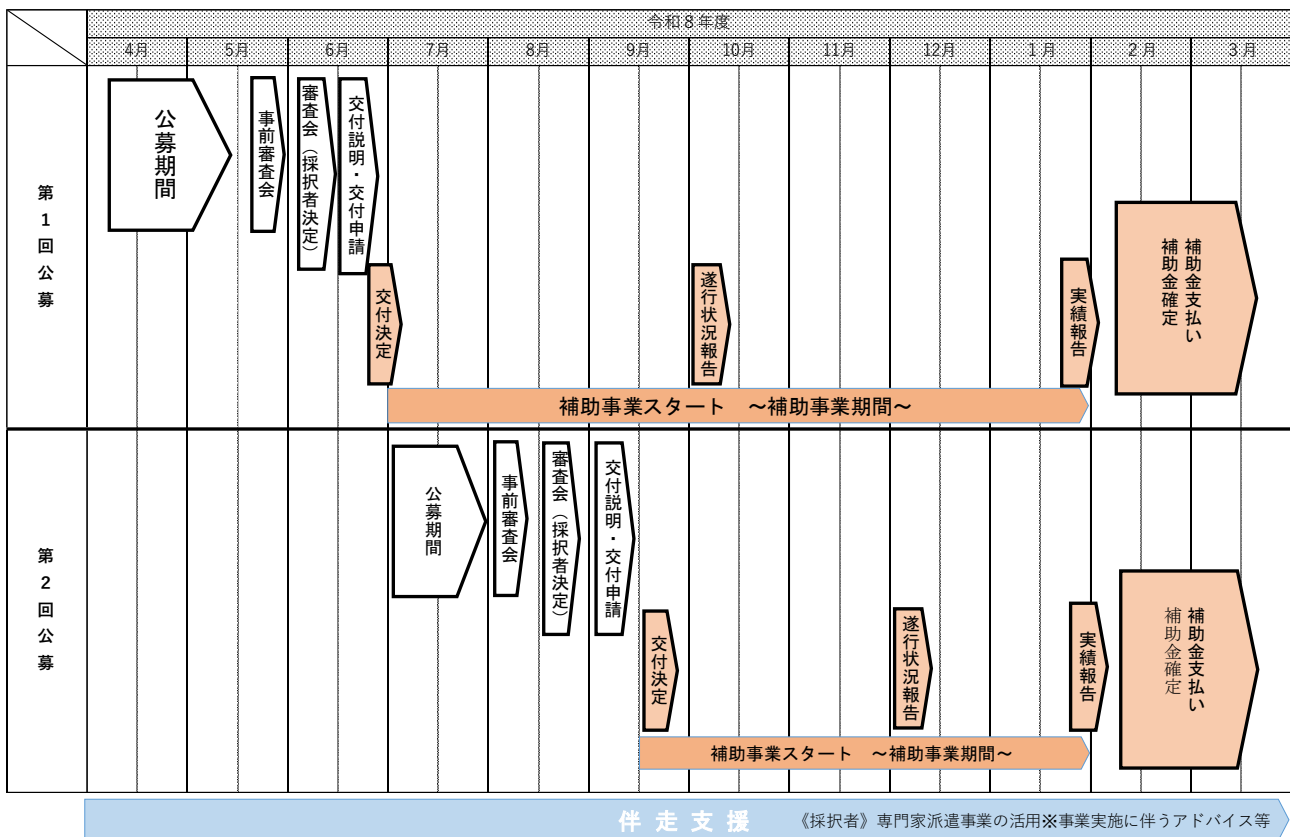 令和８年度
4月 5月 6月 7月 8月 9月 10月 11月 12月 1月 2月 3月
第1回公募
公募期間
事前審査会
審査会（採択者決定）
交付説明・交付申請
交付決定
遂行状況報告
実績報告
補助金支払い
補助金確定
補助事業スタート　～補助事業期間～
第2回公募
公募期間
事前審査会
審査会（採択者決定）
交付説明・交付申請
交付決定
遂行状況報告
実績報告
補助金支払い
補助金確定
補助事業スタート　～補助事業期間～
伴走支援　《採択者》専門家派遣事業の活用※事業実施に伴うアドバイス等